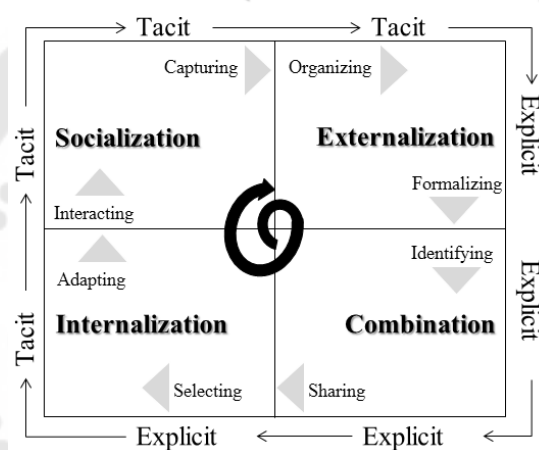 Tacit
Tacit
Capturing
Organizing
Explicit
Tacit
Socialization
Externalization
Interacting
Formalizing
Adapting
Identifying
Tacit
Explicit
Internalization
Combination
Selecting
Sharing
Explicit
Explicit